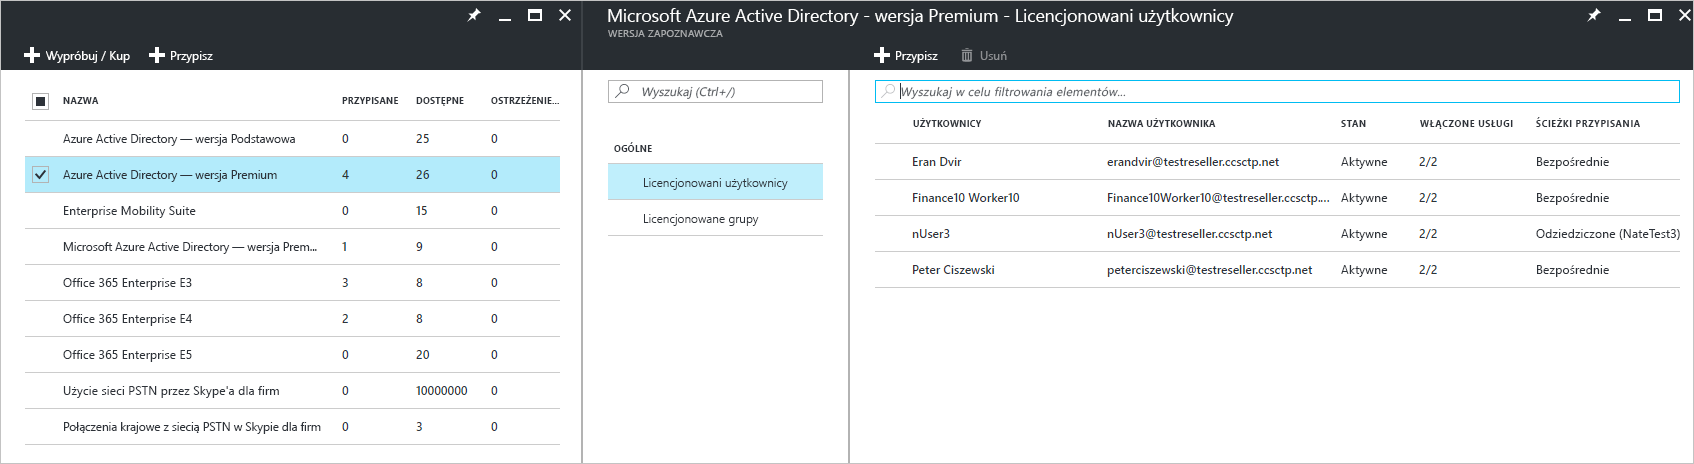 Wypróbuj / Kup Przypisz
NAZWA PRZYPISANE DOSTĘPNE OSTRZEŻENIE...
Azure Active Directory — wersja Podstawowa 0 25 0
Azure Active Directory — wersja Premium 4 26 0
Enterprise Mobility Suite 0 15 0
Microsoft Azure Active Directory — wersja Prem... 1 9 0
Office 365 Enterprise E3 3 8 0
Office 365 Enterprise E4 2 8 0
Office 365 Enterprise E5 0 20 0
Użycie sieci PSTN przez Skype'a dla firm 0 10000000 0
Połączenia krajowe z siecią PSTN w Skypie dla firm 0 3 0
Microsoft Azure Active Directory - wersja Premium - Licencjonowani użytkownicy
WERSJA ZAPOZNAWCZA
Wyszukaj (Ctrl+/)
OGÓLNE
Licencjonowani użytkownicy
Licencjonowane grupy
Przypisz Usuń
Wyszukaj w celu filtrowania elementów...
UŻYTKOWNICY NAZWA UŻYTKOWNIKA STAN WŁĄCZONE USŁUGI ŚCIEŻKI PRZYPISANIA
Eran Dvir erandvir@testreseller.ccsctp.net Aktywne 2/2 Bezpośrednie
Finance10 Worker10 Finance10Worker10@testreseller.ccsctp.... Aktywne 2/2 Bezpośrednie
nUser3 nUser3@testreseller.ccsctp.net Aktywne 2/2 Odziedziczone (NateTest3)
Peter Ciszewski peterciszewski@testreseller.ccsctp.net Aktywne 2/2 Bezpośrednie